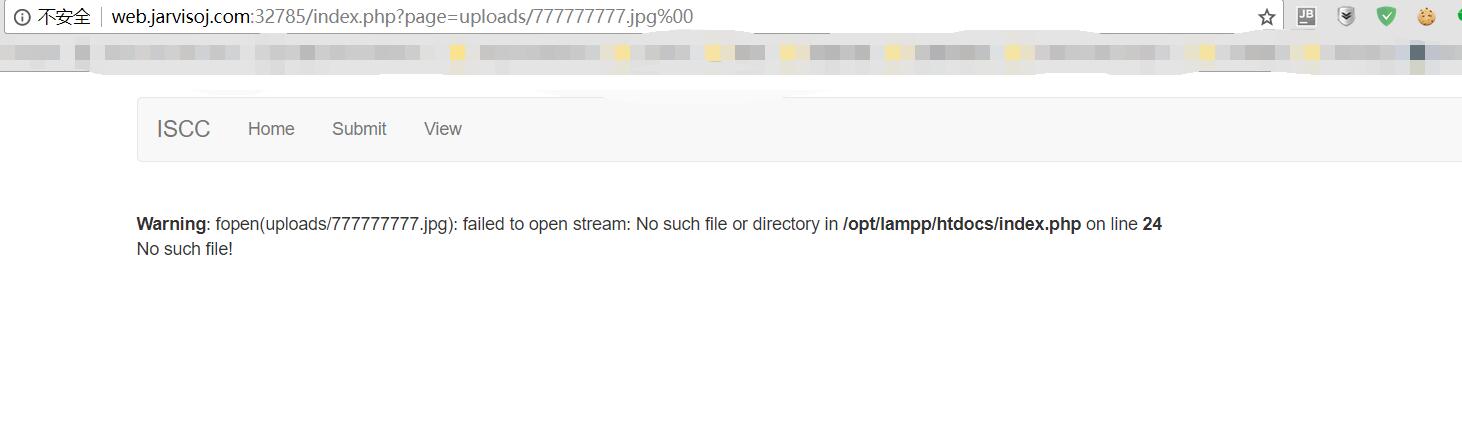 不安全 web.jarvisoj.com:32785/index.php?page=uploads/777777777.jpg%00 JB
ISCC Home Submit View
Warning: fopen(uploads/777777777.jpg): failed to open stream: No such file or directory in /opt/lampp/htdocs/index.php on line 24
No such file!